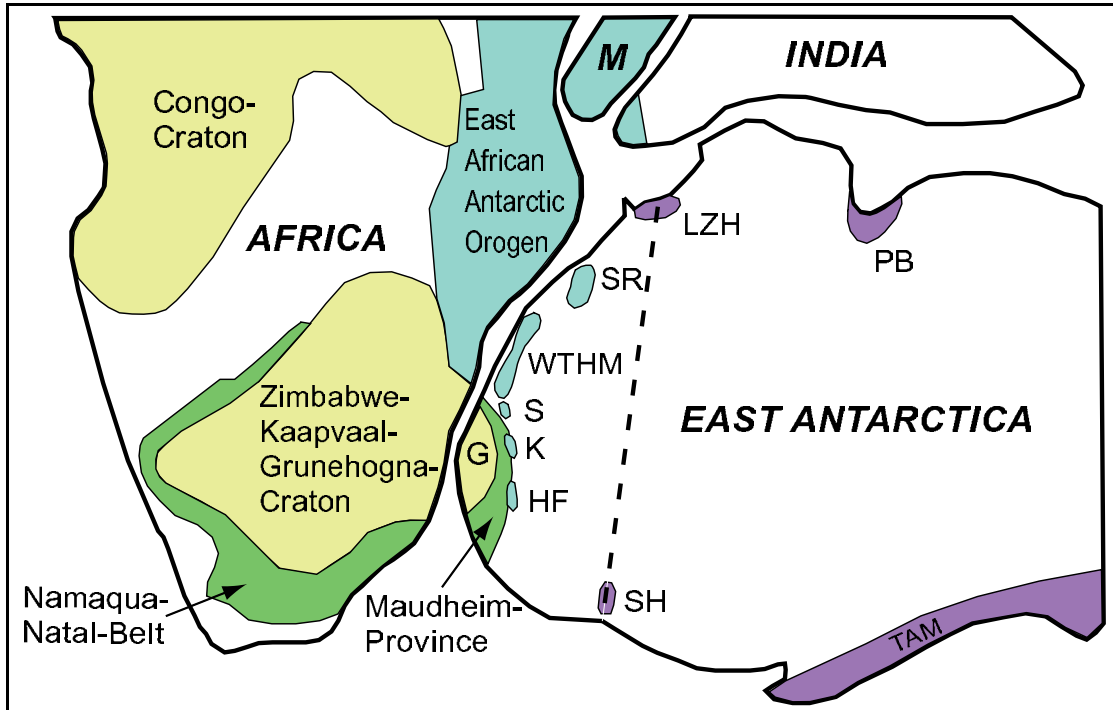 Congo-
Craton
East
African
Antarctic
Orogen
M
INDIA
AFRICA
LZH
PB
SR
WTHM
S
K
HF
G
EAST ANTARCTICA
Zimbabwe-
Kaapvaal-
Grunehogna-
Craton
Namaqua-
Natal-Belt
Maudheim-
Province
SH
TAM